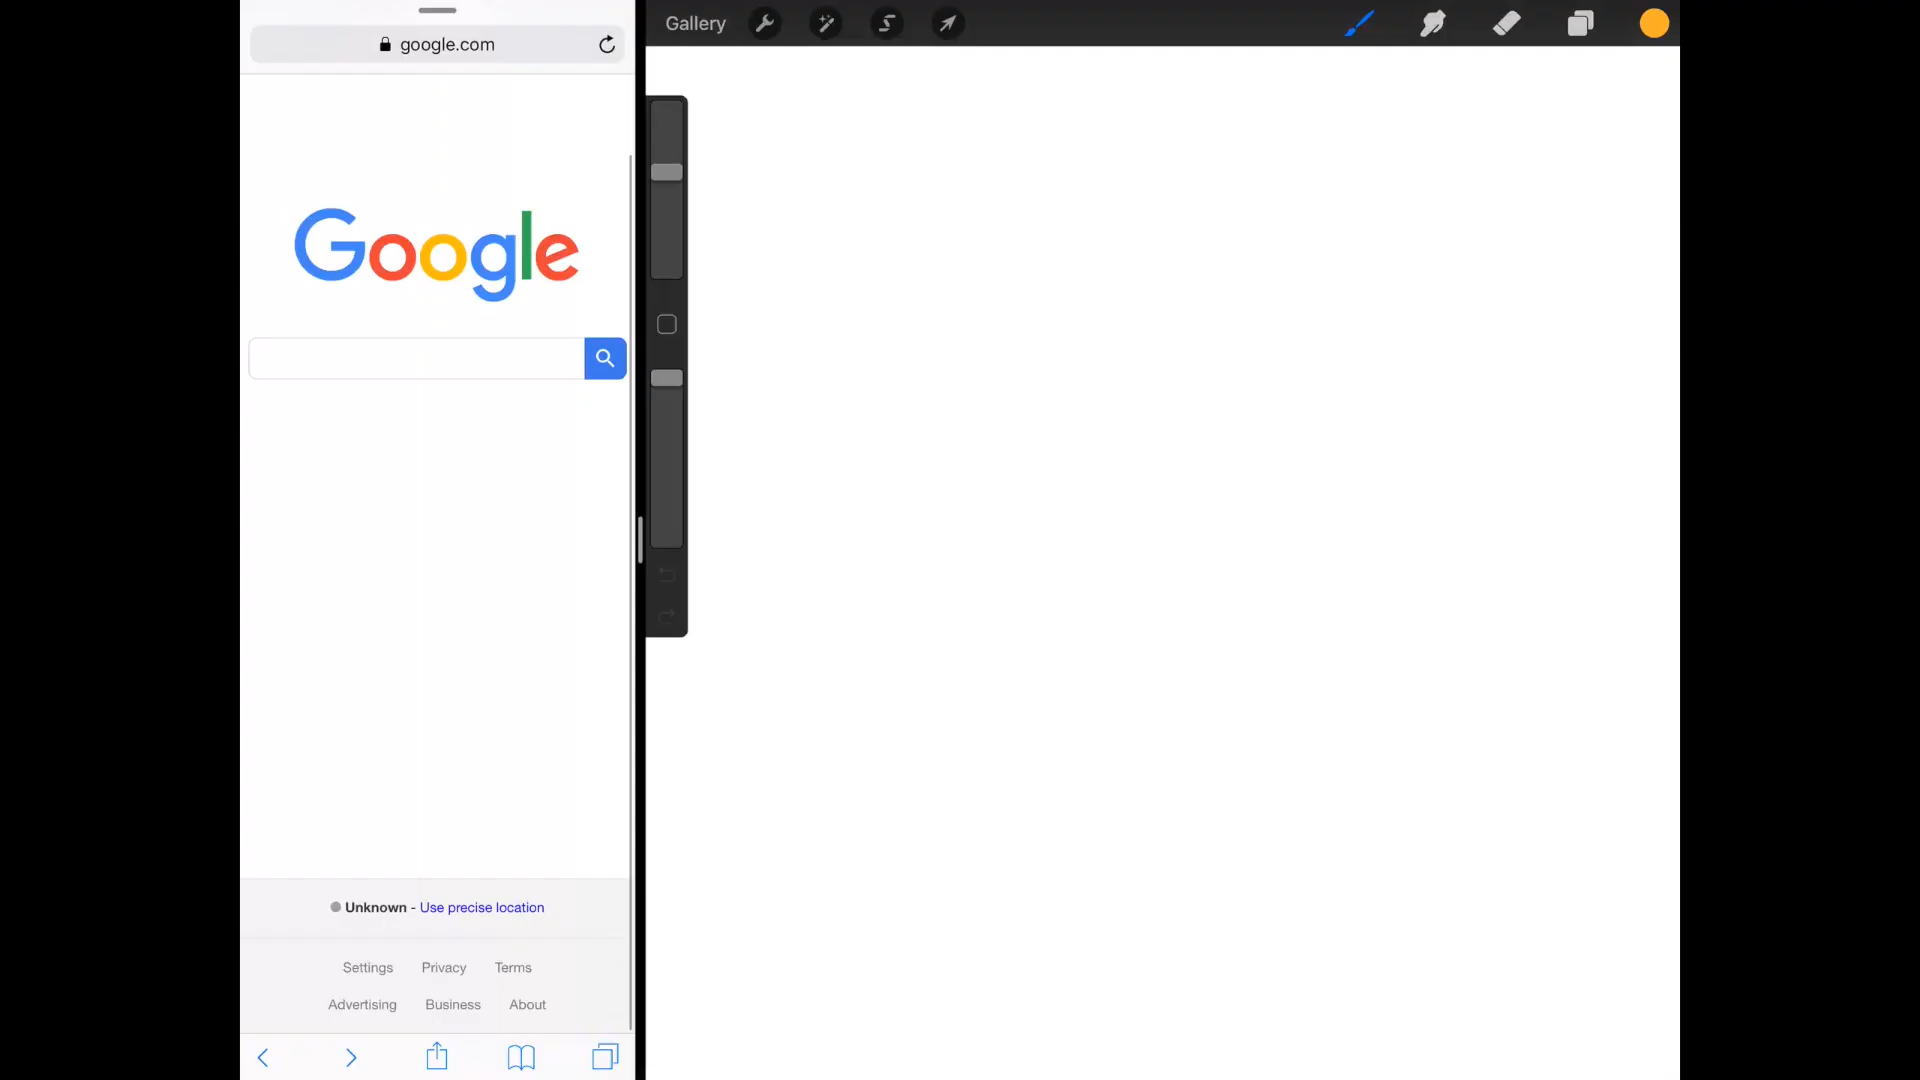 google.com
Gallery
Google
Unknown - Use precise location
Settings Privacy Terms
Advertising Business About